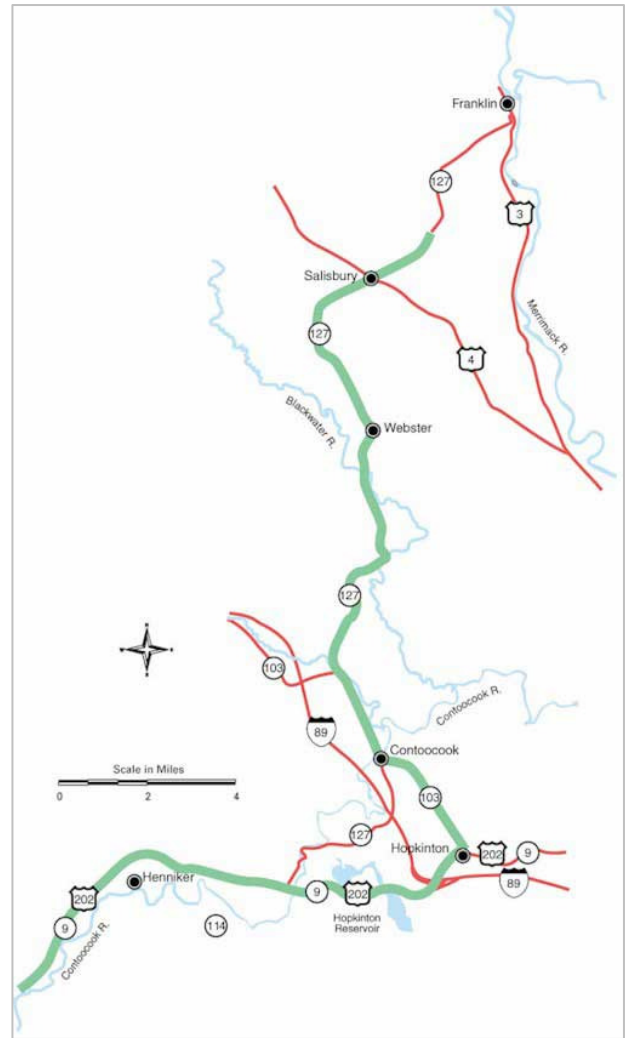 Franklin
127
3
Salisbury
Merrimack R.
127
4
Blackwater R.
Webster
127
103
Contoocook R.
89
Scale in Miles
0 2 4
Contoocook
103
127
Hopkinton
202
9
89
Henniker
202
9
202
Hopkinton
Reservoir
9
114
Contoocook R.